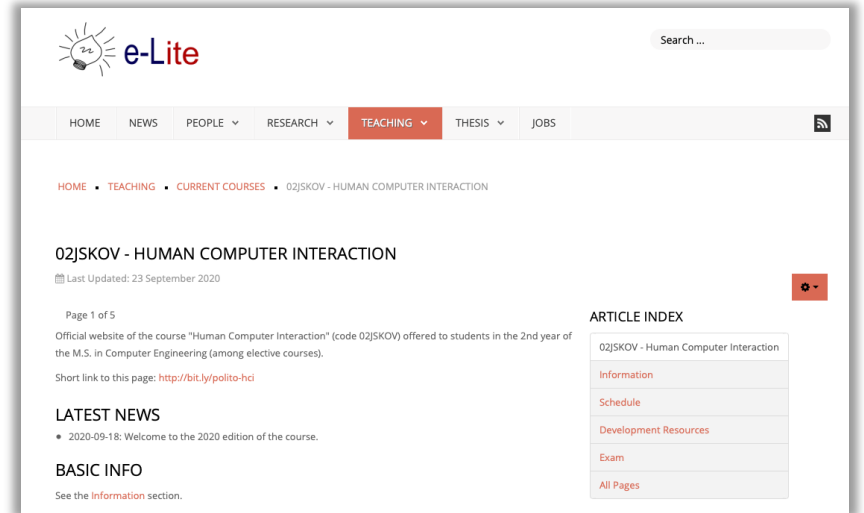 e-Lite
Search ...
HOME NEWS PEOPLE RESEARCH TEACHING THESIS JOBS
HOME TEACHING CURRENT COURSES 02JSKOV - HUMAN COMPUTER INTERACTION
02JSKOV - HUMAN COMPUTER INTERACTION
Last Updated: 23 September 2020
Page 1 of 5
Official website of the course "Human Computer Interaction" (code 02JSKOV) offered to students in the 2nd year of
the M.S. in Computer Engineering (among elective courses).
Short link to this page: http://bit.ly/polito-hci
LATEST NEWS
• 2020-09-18: Welcome to the 2020 edition of the course.
BASIC INFO
See the Information section.
ARTICLE INDEX
02JSKOV - Human Computer Interaction
Information
Schedule
Development Resources
Exam
All Pages